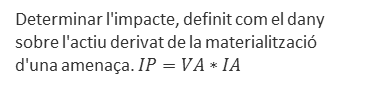 Determinar l'impacte, definit com el dany
sobre l'actiu derivat de la materialització
d'una amenaça. IP = VA ∗ IA